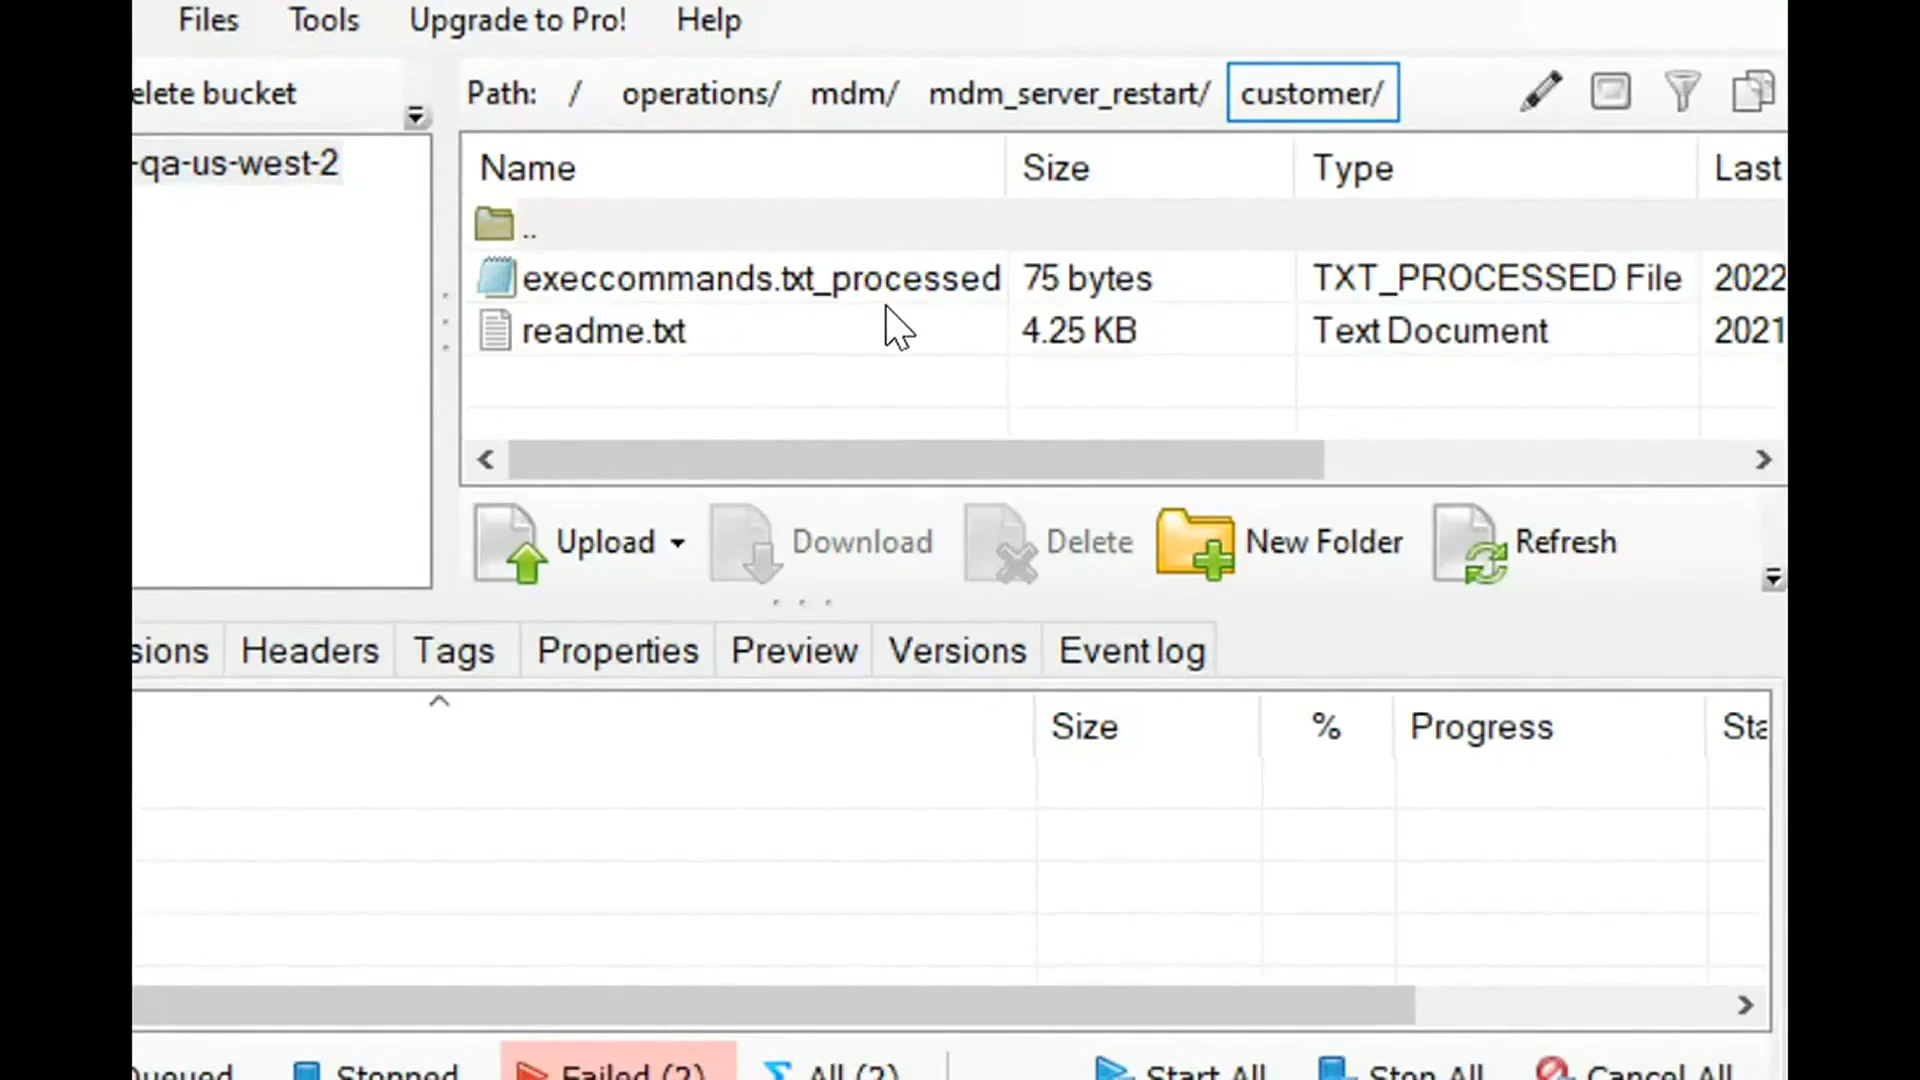 Files Tools Upgrade to Pro! Help
elete bucket Path: / operations/ mdm/ mdm_server_restart/ customer/
-qa-us-west-2 Name Size Type Last
..
execcommands.txt_processed 75 bytes TXT_PROCESSED File 2022
readme.txt 4.25 KB Text Document 2021
Upload Download Delete New Folder Refresh
sions Headers Tags Properties Preview Versions Event log
Size % Progress Sta
Queued Stopped Failed (2) All (2) Start All Stop All Cancel All